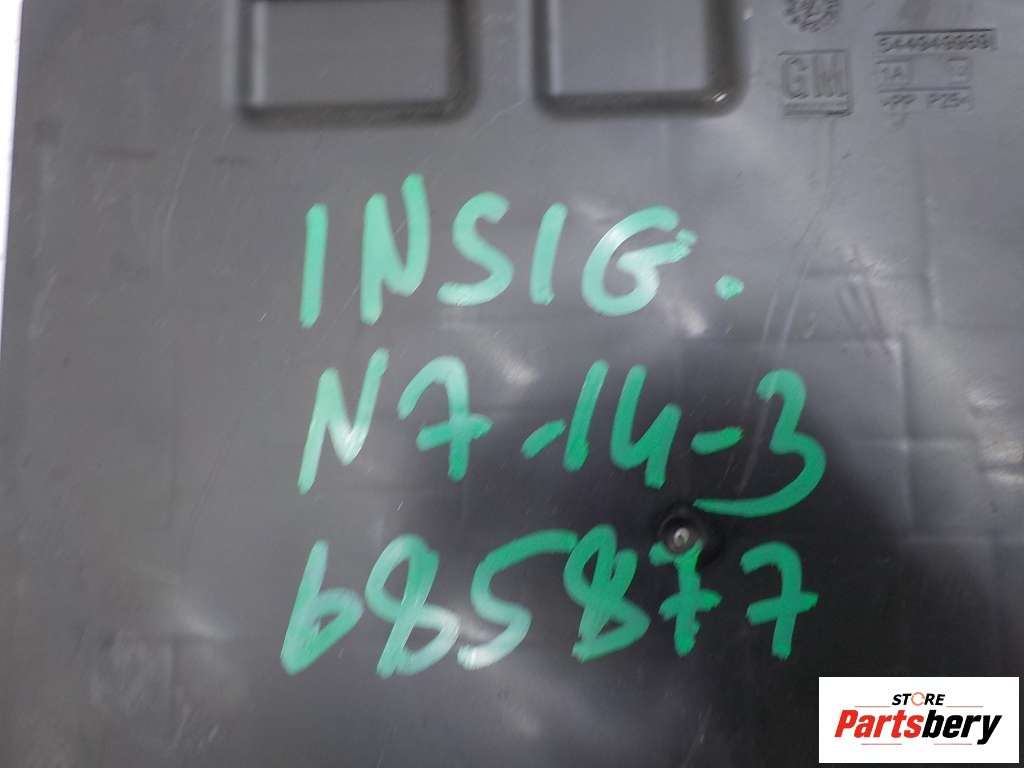 GM
INSIG.
N7-14-3
685877
STORE
Partsbery